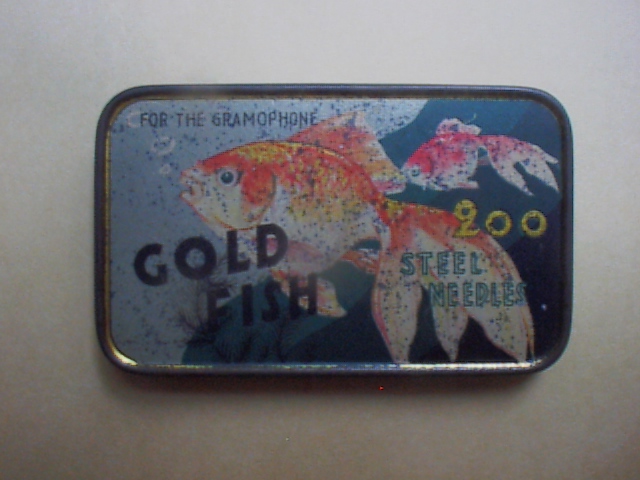 FOR THE GRAMOPHONE
GOLD
FISH
200
STEEL
NEEDLES